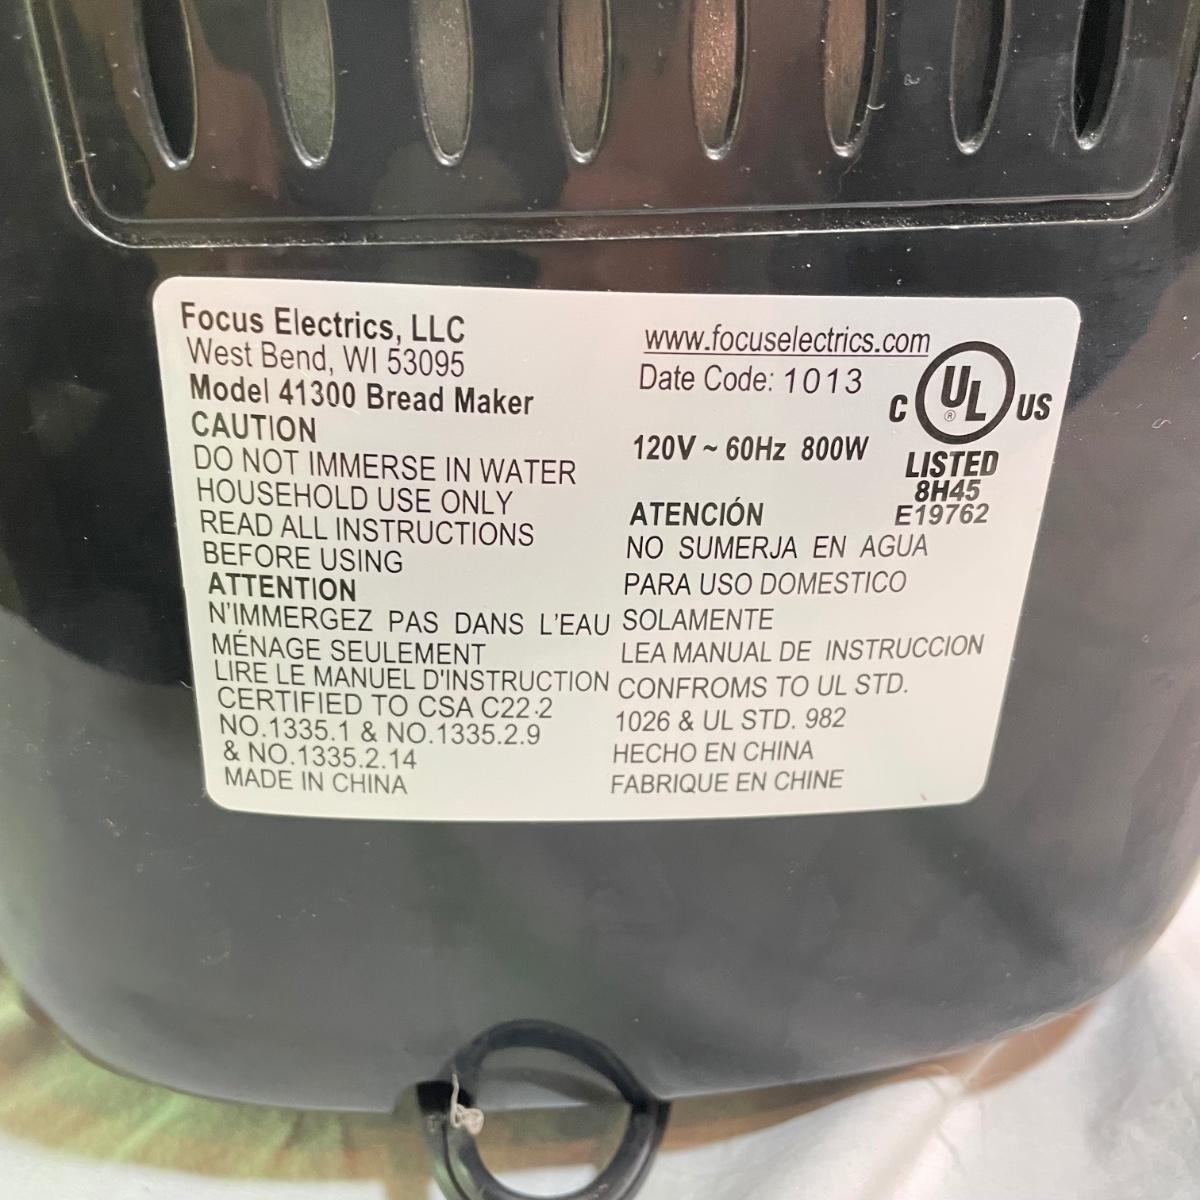 Focus Electrics, LLC
West Bend, WI 53095
Model 41300 Bread Maker
CAUTION
DO NOT IMMERSE IN WATER
HOUSEHOLD USE ONLY
READ ALL INSTRUCTIONS
BEFORE USING
ATTENTION
N'IMMERGEZ PAS DANS L'EAU
MÉNAGE SEULEMENT
LIRE LE MANUEL D'INSTRUCTION
CERTIFIED TO CSA C22.2
NO.1335.1 & NO.1335.2.9
& NO.1335.2.14
MADE IN CHINA
www.focuselectrics.com
Date Code: 1013
120V ~ 60Hz 800W
C UL ® US
LISTED
8H45
E19762
ATENCIÓN
NO SUMERJA EN AGUA
PARA USO DOMESTICO
SOLAMENTE
LEA MANUAL DE INSTRUCCION
CONFROMS TO UL STD.
1026 & UL STD. 982
HECHO EN CHINA
FABRIQUE EN CHINE